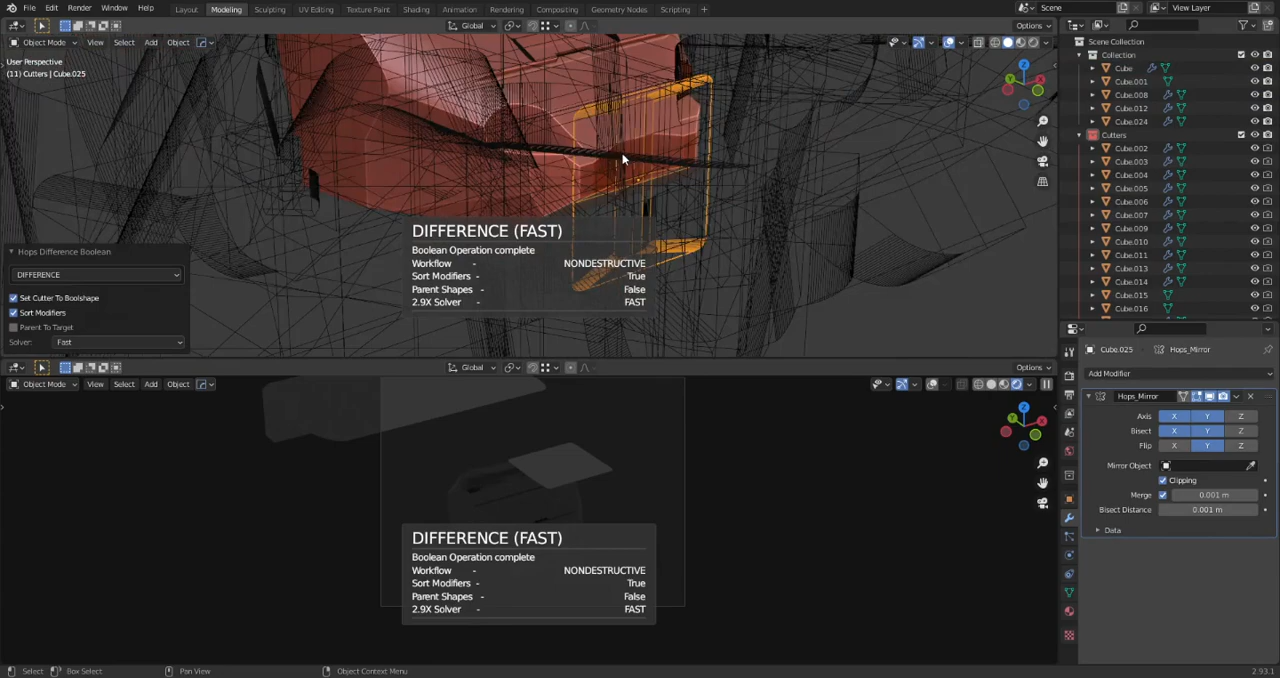 File Edit Render Window Help Layout Modeling Sculpting UV Editing Texture Paint Shading Animation Rendering Compositing Geometry Nodes Scripting + Scene View Layer
Global Options
Object Mode View Select Add Object
User Perspective
(11) Cutters | Cube.025
Hops Difference Boolean
DIFFERENCE
Set Cutter To Boolshape
Sort Modifiers
Parent To Target
Solver: Fast
DIFFERENCE (FAST)
Boolean Operation complete
Workflow - NONDESTRUCTIVE
Sort Modifiers - True
Parent Shapes - False
2.9X Solver - FAST
Z
Y
X
Global Options
Object Mode View Select Add Object
Z
Y
X
DIFFERENCE (FAST)
Boolean Operation complete
Workflow - NONDESTRUCTIVE
Sort Modifiers - True
Parent Shapes - False
2.9X Solver - FAST
Scene Collection
Collection
Cube
Cube.001
Cube.008
Cube.012
Cube.024
Cutters
Cube.002
Cube.003
Cube.004
Cube.005
Cube.006
Cube.007
Cube.009
Cube.010
Cube.011
Cube.013
Cube.014
Cube.015
Cube.016
Cube.025 Hops_Mirror
Add Modifier
Hops_Mirror
Axis X Y Z
Bisect X Y Z
Flip X Y Z
Mirror Object
Clipping
Merge 0.001 m
Bisect Distance 0.001 m
Data
Select Box Select Pan View Object Context Menu 2.93.1